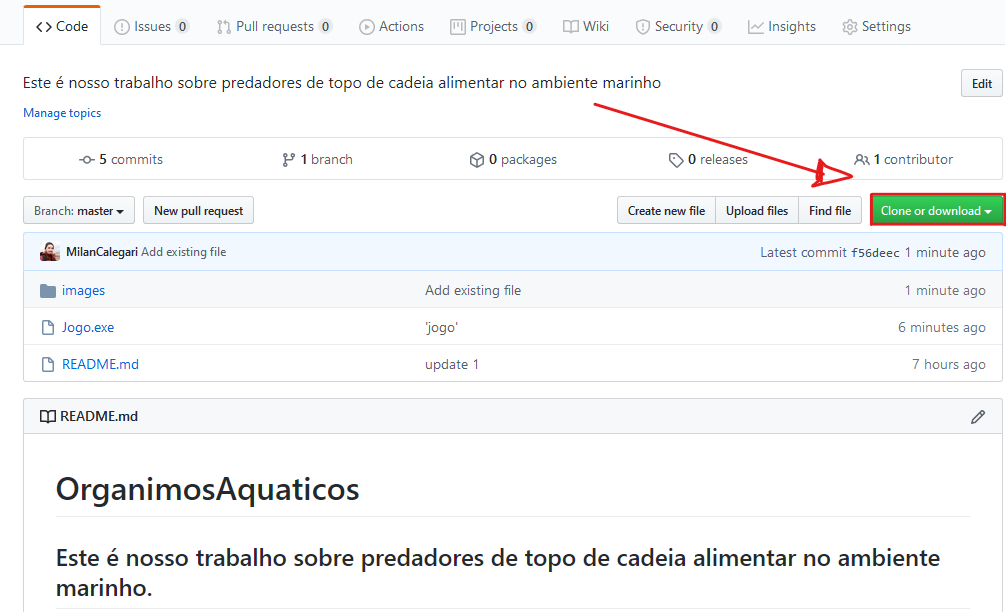 Code Issues 0 Pull requests 0 Actions Projects 0 Wiki Security 0 Insights Settings
Este é nosso trabalho sobre predadores de topo de cadeia alimentar no ambiente marinho Edit
Manage topics
5 commits 1 branch 0 packages 0 releases 1 contributor
Branch: master New pull request Create new file Upload files Find file Clone or download
MilanCalegari Add existing file Latest commit f56deec 1 minute ago
images Add existing file 1 minute ago
Jogo.exe 'jogo' 6 minutes ago
README.md update 1 7 hours ago
README.md
OrganimosAquaticos
Este é nosso trabalho sobre predadores de topo de cadeia alimentar no ambiente
marinho.